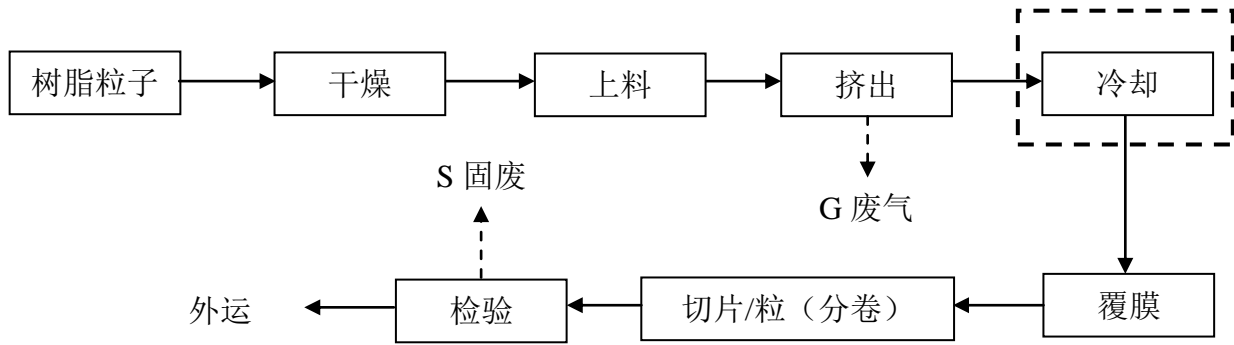 树脂粒子
干燥
上料
挤出
冷却
S 固废
G 废气
外运
检验
切片/粒（分卷）
覆膜